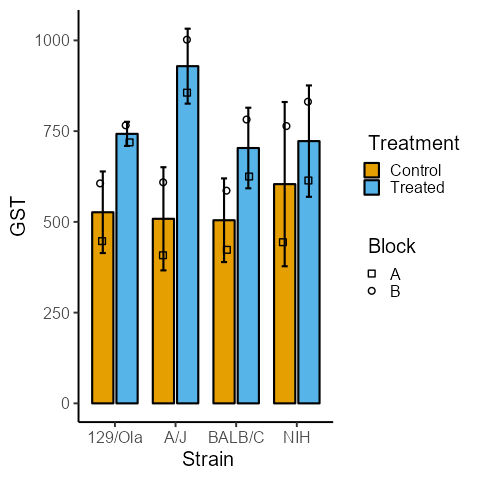 1000
750
500
250
0
GST
129/Ola A/J BALB/C NIH
Strain
Treatment
Control
Treated
Block
A
B